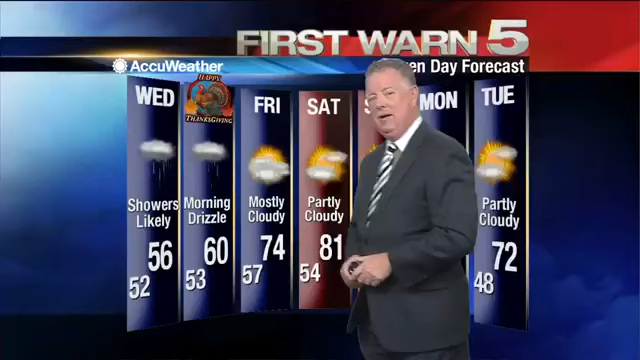 FIRST WARN 5
AccuWeather
en Day Forecast
WED
HAPPY
THANKSGIVING
FRI
SAT
S
MON
TUE
Showers
Likely
Morning
Drizzle
Mostly
Cloudy
Partly
Cloudy
Partly
Cloudy
56
52
60
53
74
57
81
54
72
48